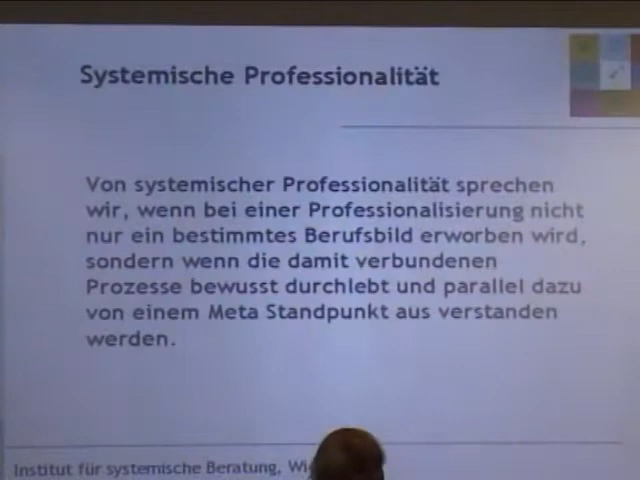 Systemische Professionalität
Von systemischer Professionalität sprechen
wir, wenn bei einer Professionalisierung nicht
nur ein bestimmtes Berufsbild erworben wird,
sondern wenn die damit verbundenen
Prozesse bewusst durchlebt und parallel dazu
von einem Meta Standpunkt aus verstanden
werden.
Institut für systemische Beratung,